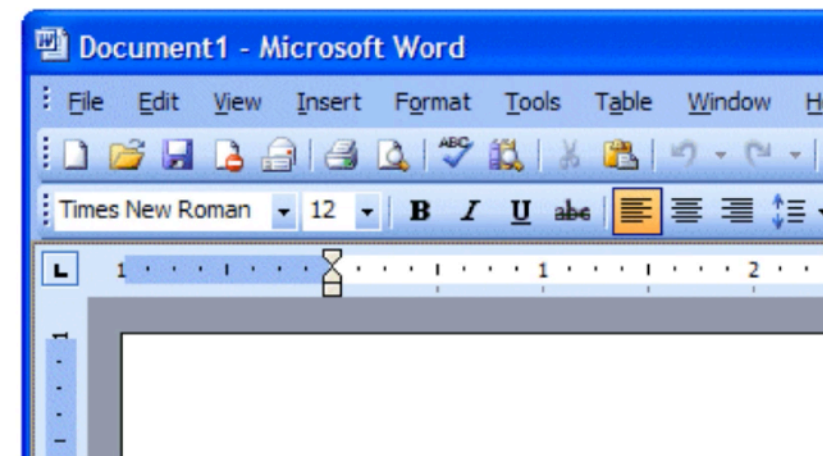 Document1 - Microsoft Word
File Edit View Insert Format Tools Table Window H
ABC
Times New Roman 12 B I U abc
L 1 1 2
1